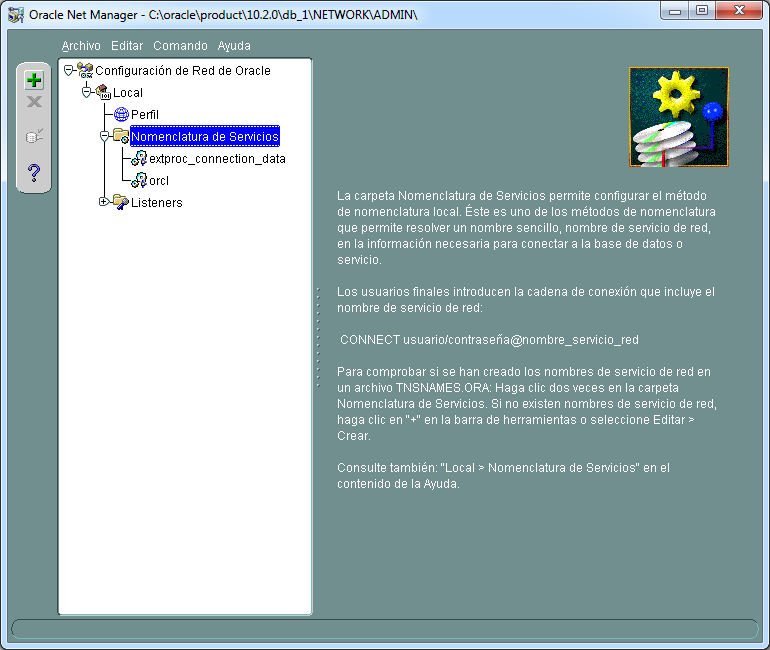 Oracle Net Manager - C:\oracle\product\10.2.0\db_1\NETWORK\ADMIN\
Archivo Editar Comando Ayuda
Configuración de Red de Oracle
Local
Perfil
Nomenclatura de Servicios
extproc_connection_data
orcl
Listeners
La carpeta Nomenclatura de Servicios permite configurar el método
de nomenclatura local. Éste es uno de los métodos de nomenclatura
que permite resolver un nombre sencillo, nombre de servicio de red,
en la información necesaria para conectar a la base de datos o
servicio.
Los usuarios finales introducen la cadena de conexión que incluye el
nombre de servicio de red:
CONNECT usuario/contraseña@nombre_servicio_red
Para comprobar si se han creado los nombres de servicio de red en
un archivo TNSNAMES.ORA: Haga clic dos veces en la carpeta
Nomenclatura de Servicios. Si no existen nombres de servicio de red,
haga clic en "+" en la barra de herramientas o seleccione Editar >
Crear.
Consulte también: "Local > Nomenclatura de Servicios" en el
contenido de la Ayuda.